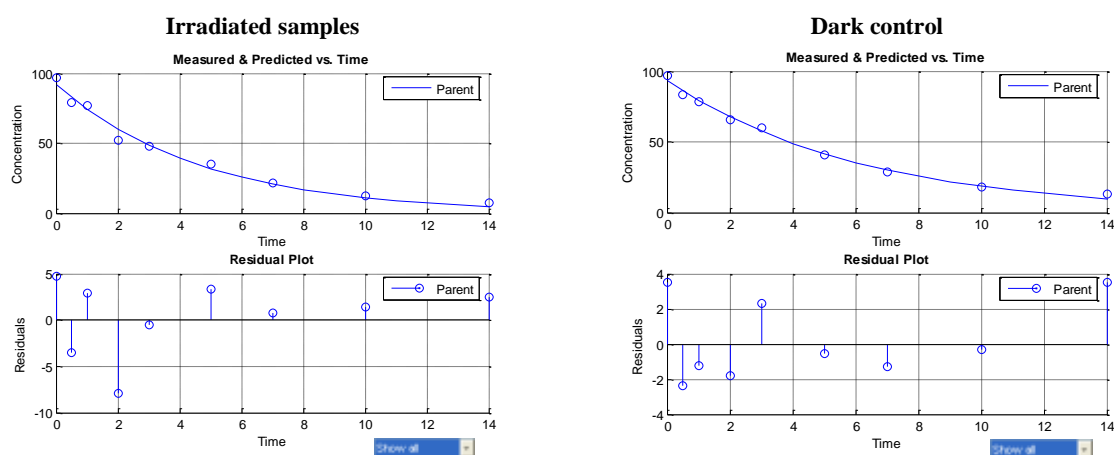 Irradiated samples
Measured & Predicted vs. Time
100
50
0
Concentration
Parent
0 2 4 6 8 10 12 14
Time
Residual Plot
5
0
-5
-10
Residuals
Parent
0 2 4 6 8 10 12 14
Time
Show all
Dark control
Measured & Predicted vs. Time
100
50
0
Concentration
Parent
0 2 4 6 8 10 12 14
Time
Residual Plot
4
2
0
-2
-4
Residuals
Parent
0 2 4 6 8 10 12 14
Time
Show all